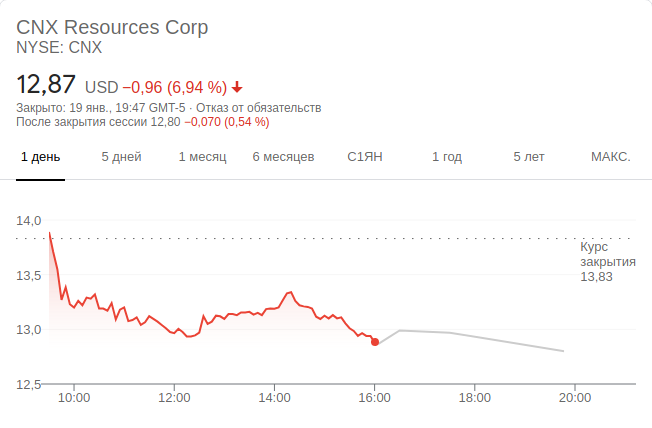 CNX Resources Corp
NYSE: CNX
12,87 USD −0,96 (6,94 %)
Закрыто: 19 янв., 19:47 GMT-5 · Отказ от обязательств
После закрытия сессии 12,80 −0,070 (0,54 %)
1 день 5 дней 1 месяц 6 месяцев С1ЯН 1 год 5 лет МАКС.
14,0
Курс
закрытия
13,83
13,5
13,0
12,5
10:00 12:00 14:00 16:00 18:00 20:00